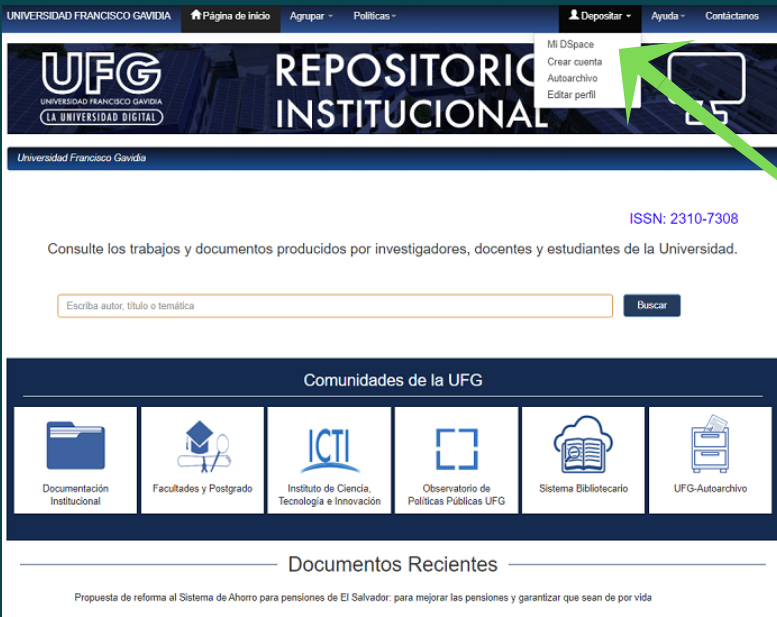 UNIVERSIDAD FRANCISCO GAVIDIA Página de inicio Agrupar Políticas Depositar Ayuda Contáctanos
Mi DSpace
Crear cuenta
Autoarchivo
Editar perfil
UFG
UNIVERSIDAD FRANCISCO GAVIDIA
(LA UNIVERSIDAD DIGITAL)
REPOSITORIO
INSTITUCIONAL
Universidad Francisco Gavidia
ISSN: 2310-7308
Consulte los trabajos y documentos producidos por investigadores, docentes y estudiantes de la Universidad.
Escriba autor, título o temática Buscar
Comunidades de la UFG
ICTI
Documentación
Institucional
Facultades y Postgrado
Instituto de Ciencia,
Tecnología e Innovación
Observatorio de
Políticas Públicas UFG
Sistema Bibliotecario
UFG-Autoarchivo
Documentos Recientes
Propuesta de reforma al Sistema de Ahorro para pensiones de El Salvador: para mejorar las pensiones y garantizar que sean de por vida